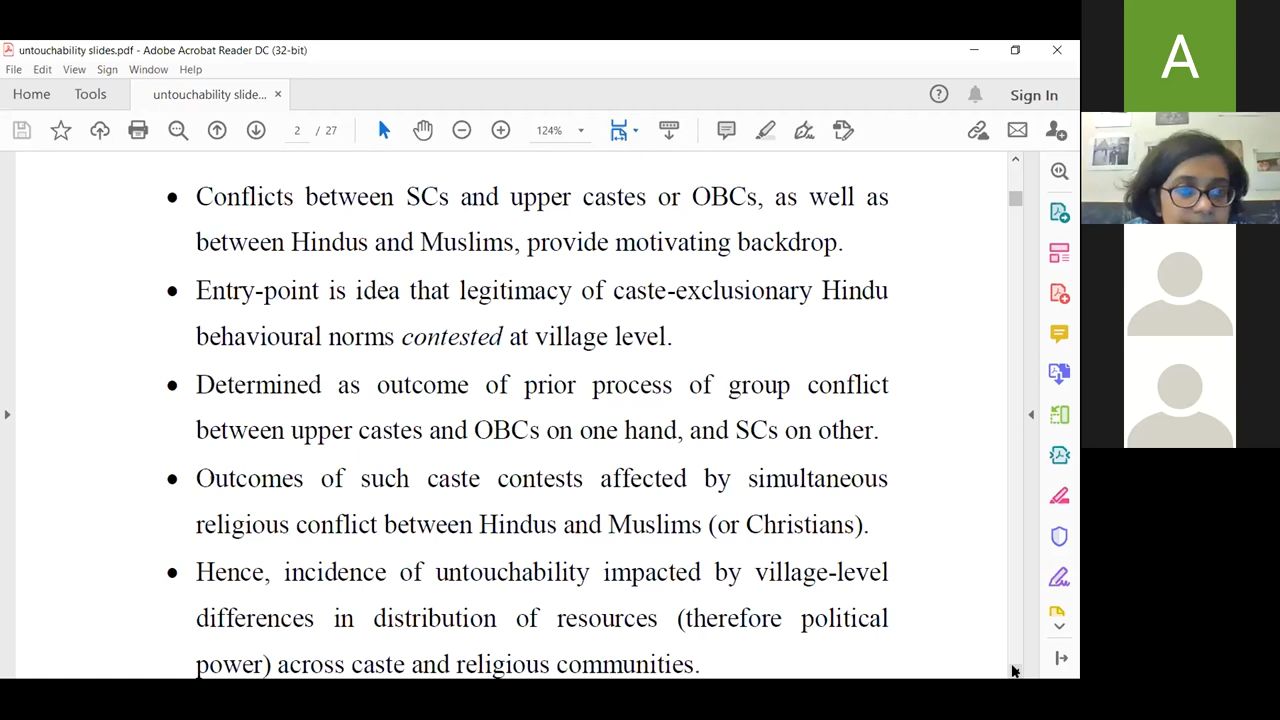 untouchability slides.pdf - Adobe Acrobat Reader DC (32-bit)
File Edit View Sign Window Help
Home Tools untouchability slide... × Sign In
2 / 27 124%
• Conflicts between SCs and upper castes or OBCs, as well as
between Hindus and Muslims, provide motivating backdrop.
• Entry-point is idea that legitimacy of caste-exclusionary Hindu
behavioural norms contested at village level.
• Determined as outcome of prior process of group conflict
between upper castes and OBCs on one hand, and SCs on other.
• Outcomes of such caste contests affected by simultaneous
religious conflict between Hindus and Muslims (or Christians).
• Hence, incidence of untouchability impacted by village-level
differences in distribution of resources (therefore political
power) across caste and religious communities.
A